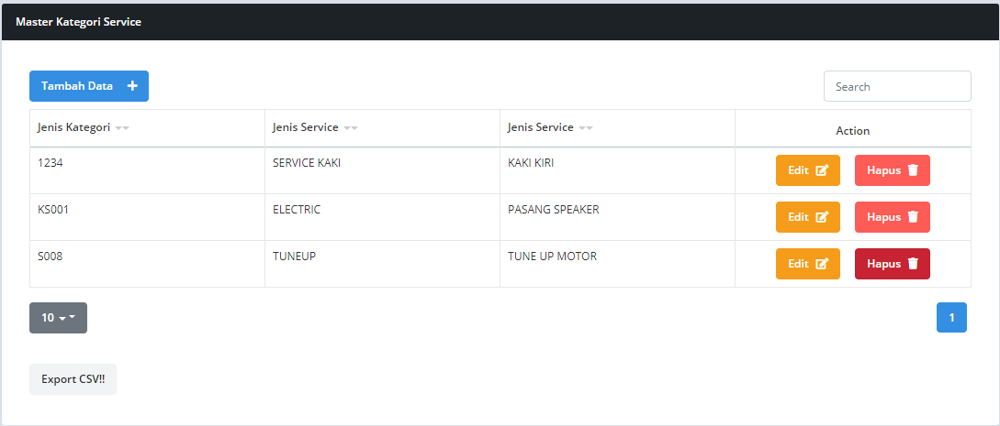 Master Kategori Service
Tambah Data
Search
Jenis Kategori Jenis Service Jenis Service Action
1234 SERVICE KAKI KAKI KIRI Edit Hapus
KS001 ELECTRIC PASANG SPEAKER Edit Hapus
S008 TUNEUP TUNE UP MOTOR Edit Hapus
10 1
Export CSV!!